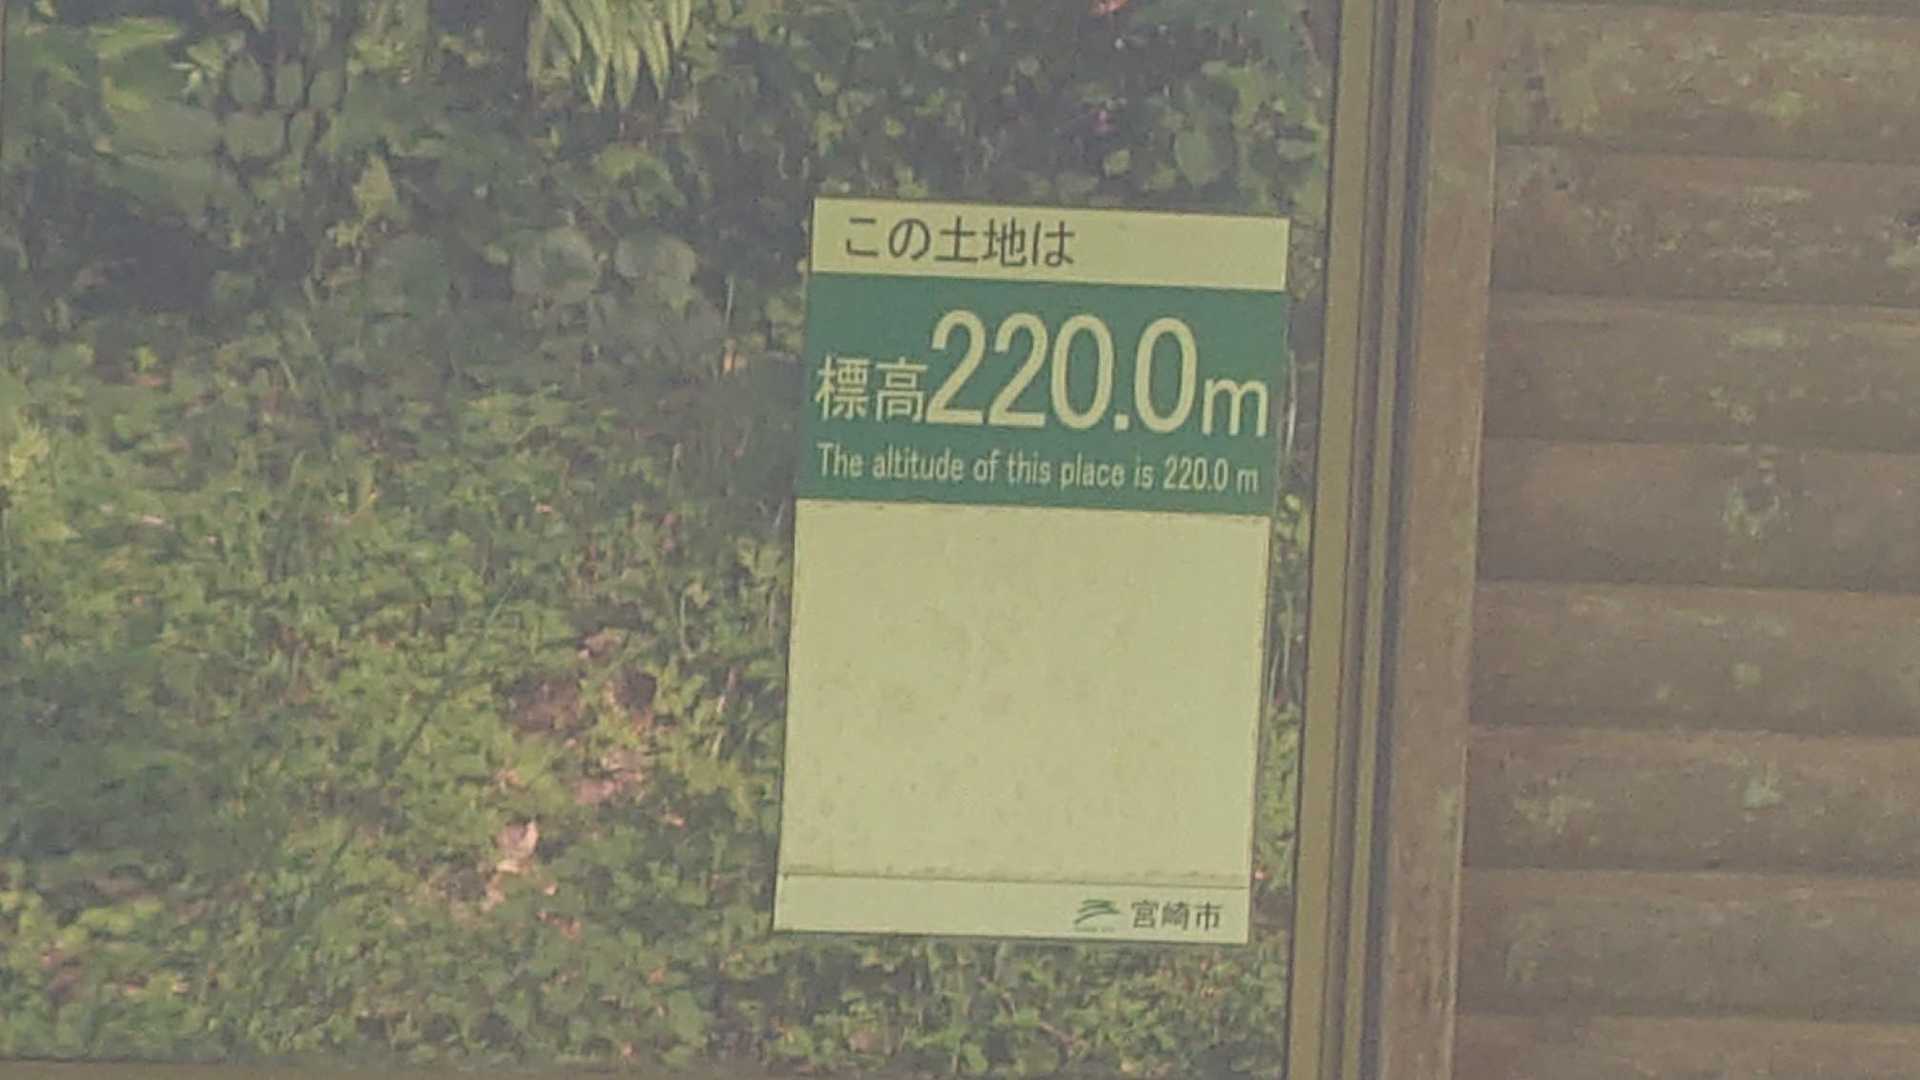 この土地は
標高220.0m
The altitude of this place is 220.0 m
宮崎市